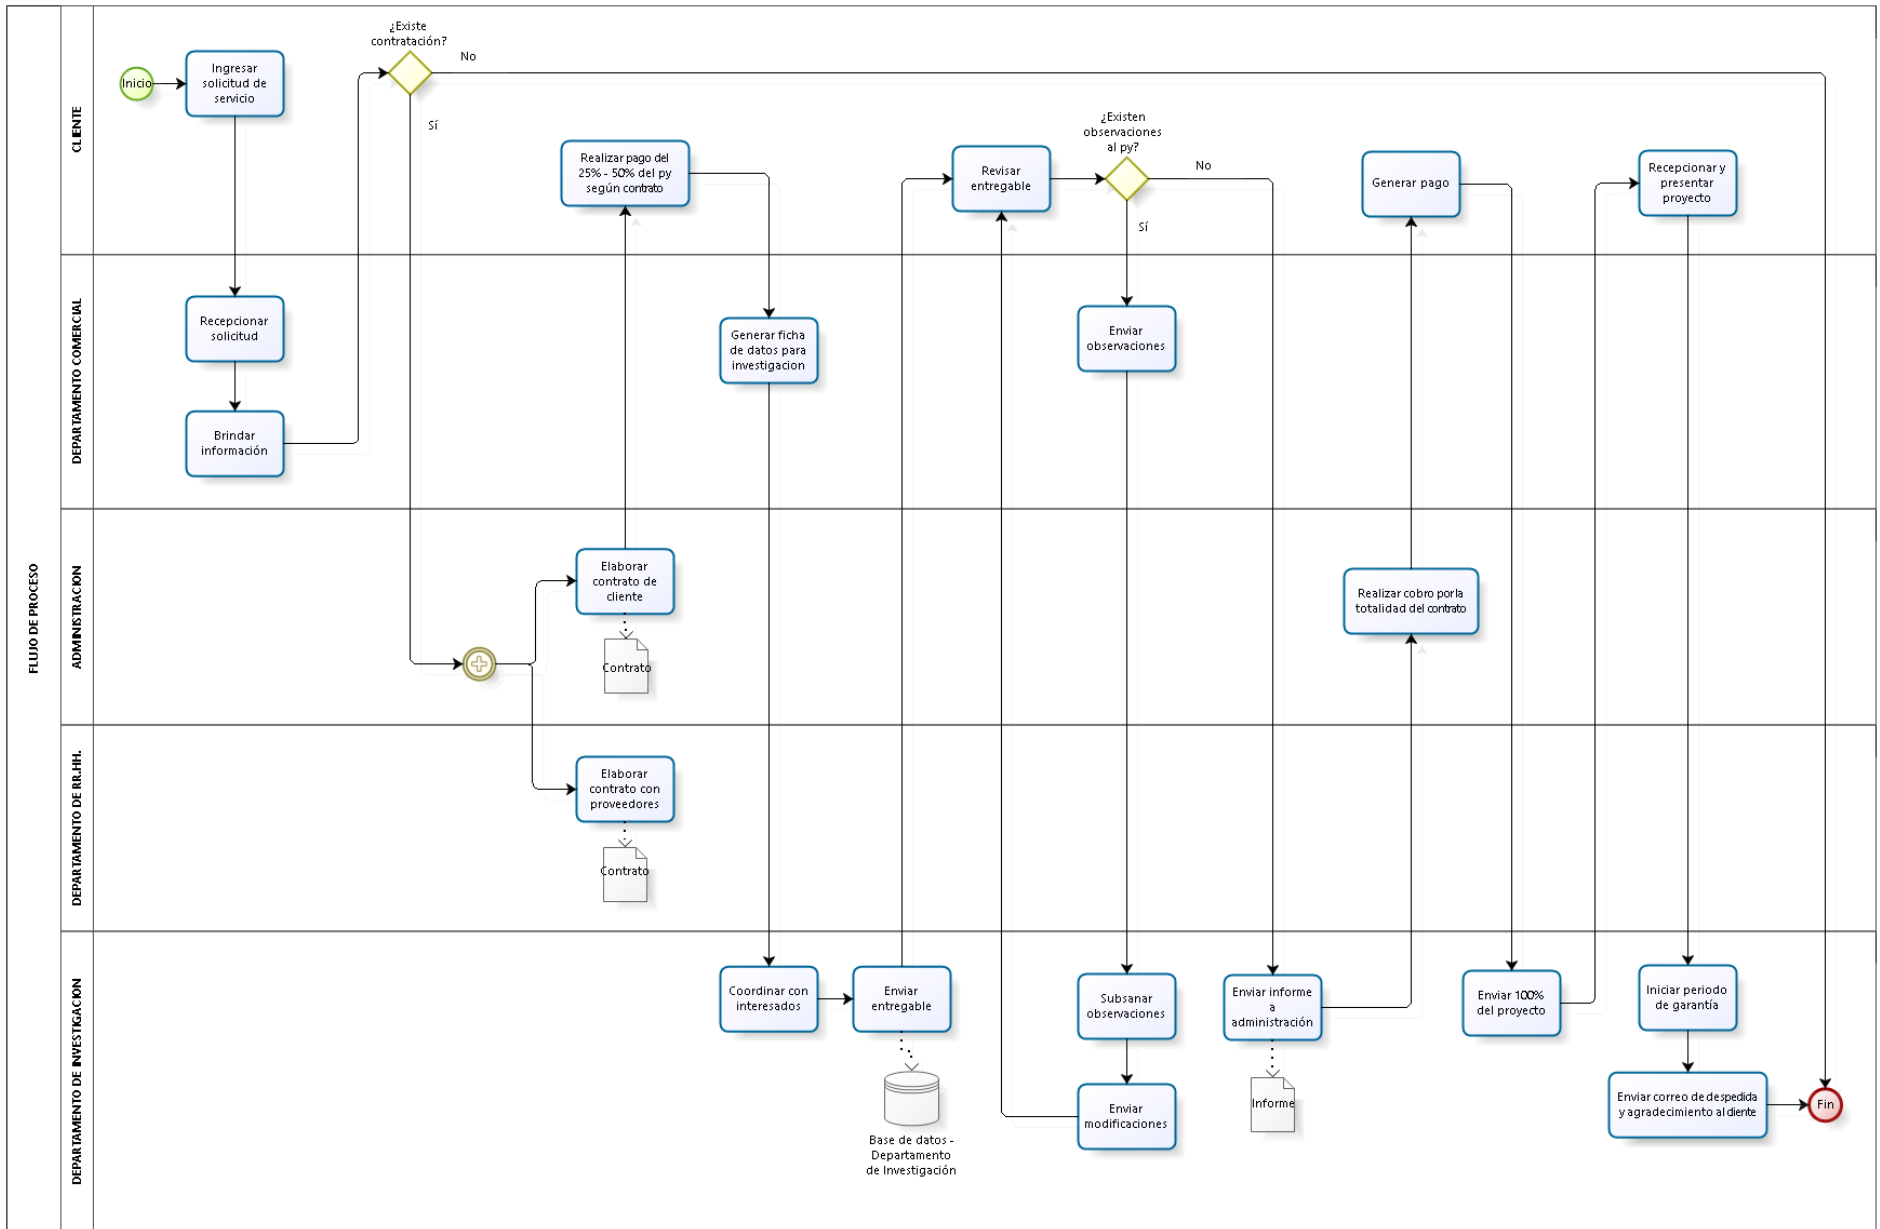 FLUJO DE PROCESO
CLIENTE
Inicio
Ingresar
solicitud de
servicio
¿Existe
contratación?
No
Sí
Realizar pago del
25% - 50% del py
según contrato
Revisar
entregable
¿Existen
observaciones
al py?
No
Sí
Generar pago
Recepcionar y
presentar
proyecto
DEPARTAMENTO COMERCIAL
Recepcionar
solicitud
Brindar
información
Generar ficha
de datos para
investigacion
Enviar
observaciones
ADMINISTRACION
Elaborar
contrato de
cliente
Contrato
Realizar cobro por la
totalidad del contrato
DEPARTAMENTO DE RR.HH.
Elaborar
contrato con
proveedores
Contrato
DEPARTAMENTO DE INVESTIGACION
Coordinar con
interesados
Enviar
entregable
Base de datos -
Departamento
de Investigación
Subsanar
observaciones
Enviar
modificaciones
Enviar informe
a
administración
Informe
Enviar 100%
del proyecto
Iniciar periodo
de garantía
Enviar correo de despedida
y agradecimiento al cliente
Fin